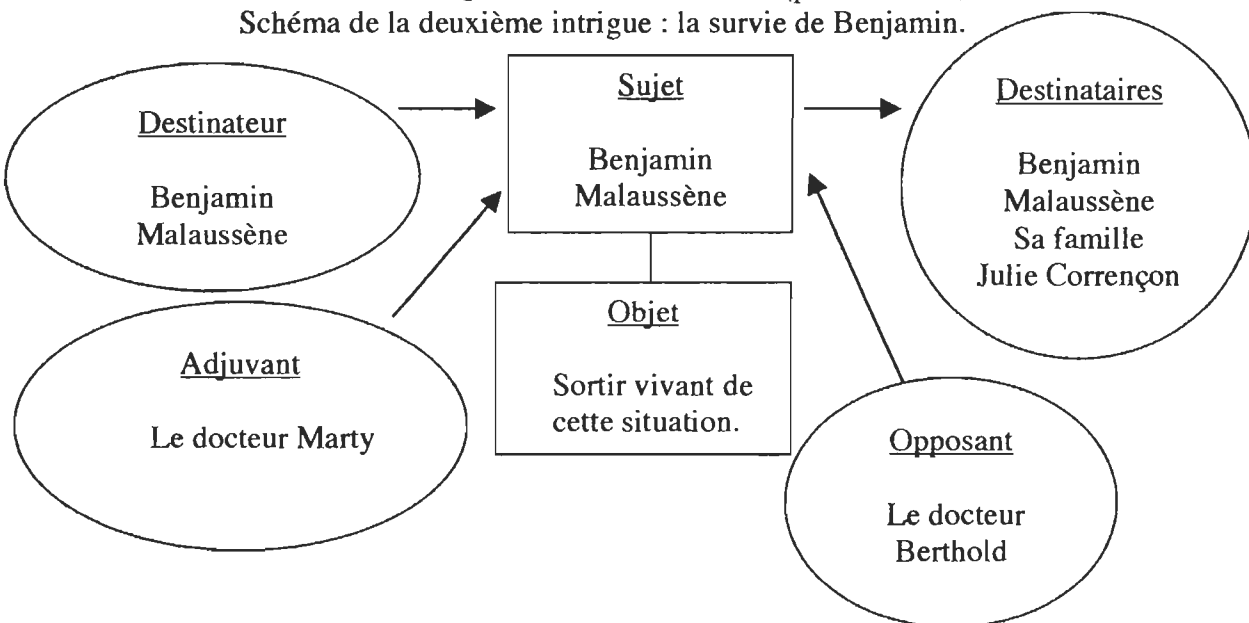 Schéma de la deuxième intrigue : la survie de Benjamin.
Destinateur
Benjamin
Malaussène
Sujet
Benjamin
Malaussène
Destinataires
Benjamin
Malaussène
Sa famille
Julie Corrençon
Adjuvant
Le docteur Marty
Objet
Sortir vivant de
cette situation.
Opposant
Le docteur
Berthold